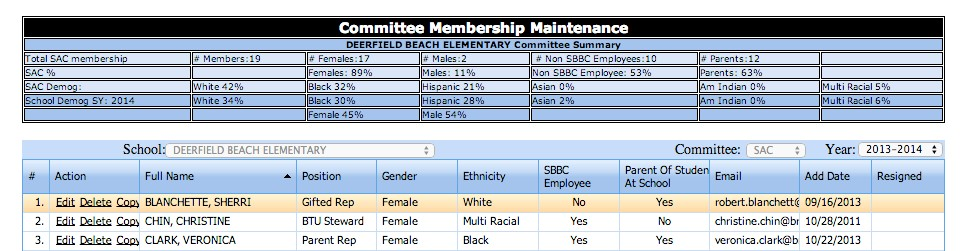 Committee Membership Maintenance
DEERFIELD BEACH ELEMENTARY Committee Summary
Total SAC membership # Members:19 # Females:17 # Males:2 # Non SBBC Employees:10 # Parents:12
SAC % Females: 89% Males: 11% Non SBBC Employee: 53% Parents: 63%
SAC Demog: White 42% Black 32% Hispanic 21% Asian 0% Am Indian 0% Multi Racial 5%
School Demog SY: 2014 White 34% Black 30% Hispanic 28% Asian 2% Am Indian 0% Multi Racial 6%
Female 45% Male 54%
School: DEERFIELD BEACH ELEMENTARY Committee: SAC Year: 2013-2014
# Action Full Name Position Gender Ethnicity SBBC Employee Parent Of Studen At School Email Add Date Resigned
1. Edit Delete Copy BLANCHETTE, SHERRI Gifted Rep Female White No Yes robert.blanchett@ 09/16/2013
2. Edit Delete Copy CHIN, CHRISTINE BTU Steward Female Multi Racial Yes No christine.chin@br 10/28/2011
3. Edit Delete Copy CLARK, VERONICA Parent Rep Female Black Yes Yes veronica.clark@b 10/22/2013